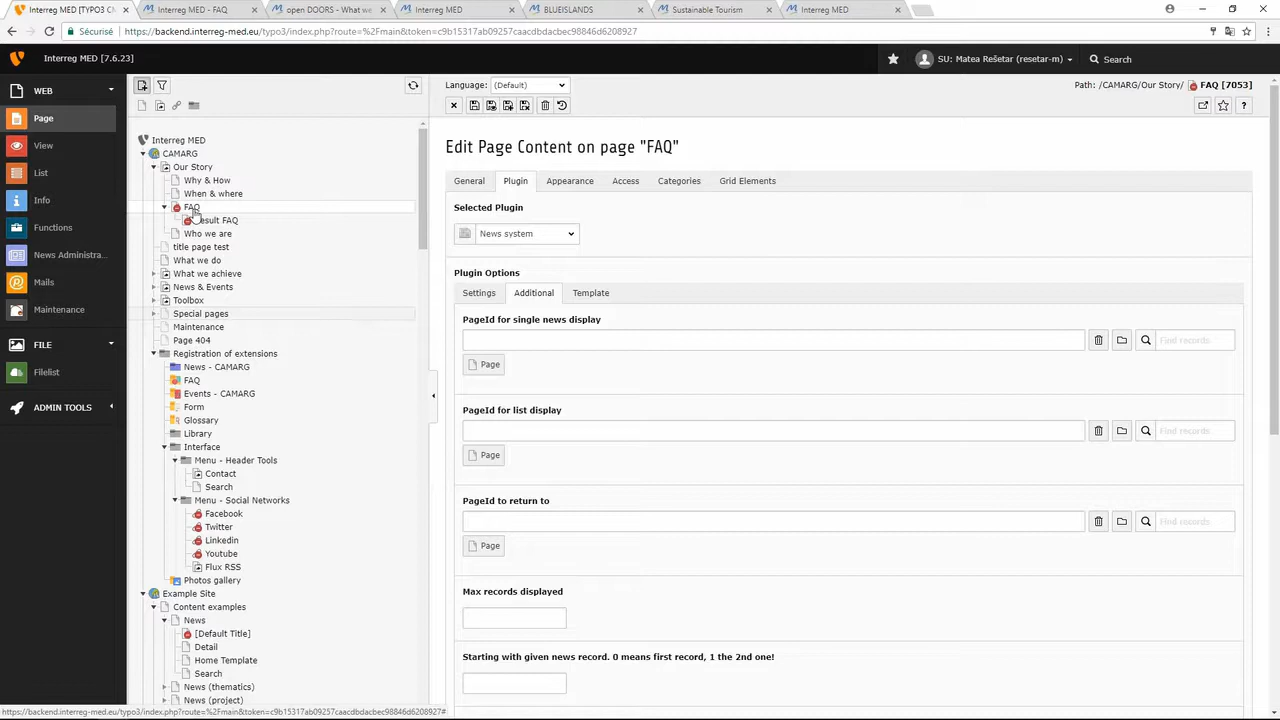 Interreg MED [TYPO3 C
Interreg MED - FAQ
open DOORS - What we
Interreg MED
BLUEISLANDS
Sustainable Tourism
Interreg MED
Sécurisé
https://backend.interreg-med.eu/typo3/index.php?route=%2Fmain&token=c9b15317ab09257caacddbdacbec98846d6208927
Interreg MED [7.6.23]
SU: Matea Rešetar (resetar-m)
Search
WEB
Page
View
List
Info
Functions
News Administra...
Mails
Maintenance
FILE
Filelist
ADMIN TOOLS
Interreg MED
CAMARG
Our Story
Why & How
When & where
FAQ
sult FAQ
Who we are
title page test
What we do
What we achieve
News & Events
Toolbox
Special pages
Maintenance
Page 404
Registration of extensions
News - CAMARG
FAQ
Events - CAMARG
Form
Glossary
Library
Interface
Menu - Header Tools
Contact
Search
Menu - Social Networks
Facebook
Twitter
Linkedin
Youtube
Flux RSS
Photos gallery
Example Site
Content examples
News
[Default Title]
Detail
Home Template
Search
News (thematics)
News (project)
Language: (Default)
Path: /CAMARG/Our Story/ FAQ [7053]
Edit Page Content on page "FAQ"
General
Plugin
Appearance
Access
Categories
Grid Elements
Selected Plugin
News system
Plugin Options
Settings
Additional
Template
PageId for single news display
Find records
Page
PageId for list display
Find records
Page
PageId to return to
Find records
Page
Max records displayed
Starting with given news record. 0 means first record, 1 the 2nd one!
https://backend.interreg-med.eu/typo3/index.php?route=%2Fmain&token=c9b15317ab09257caacddbdacbec98846d6208927#